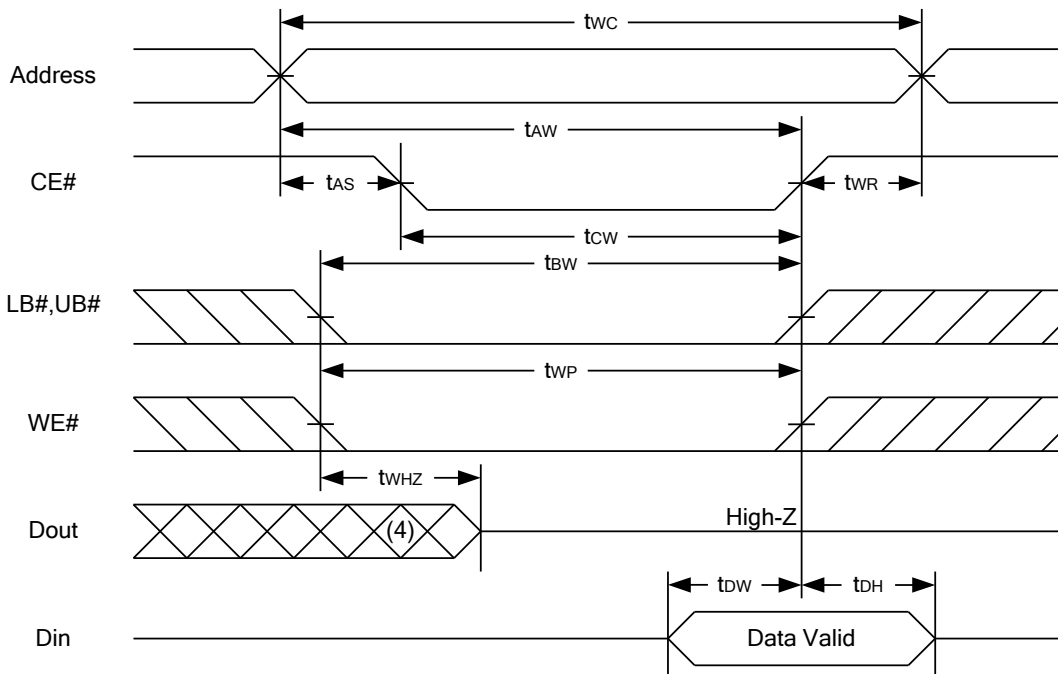 tWC
Address
tAW
CE#
tAS
tWR
tCW
tBW
LB#,UB#
tWP
WE#
tWHZ
Dout
(4)
High-Z
tDW
tDH
Din
Data Valid